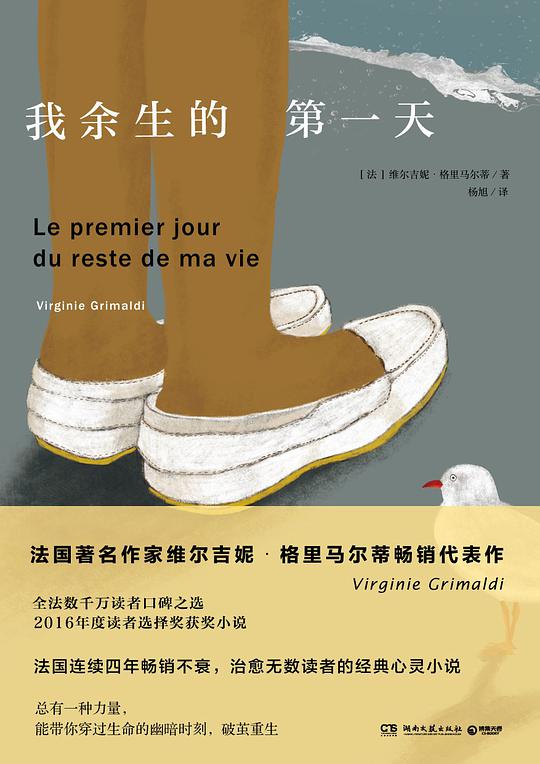 我余生的 第一天
[法]维尔吉妮·格里马尔蒂/著
杨旭/译
Le premier jour
du reste de ma vie
Virginie Grimaldi
法国著名作家维尔吉妮·格里马尔蒂畅销代表作
Virginie Grimaldi
全法数千万读者口碑之选
2016年度读者选择奖获奖小说
法国连续四年畅销不衰，治愈无数读者的经典心灵小说
总有一种力量，
能带你穿过生命的幽暗时刻，破茧重生
湖南文艺出版社 博集天卷